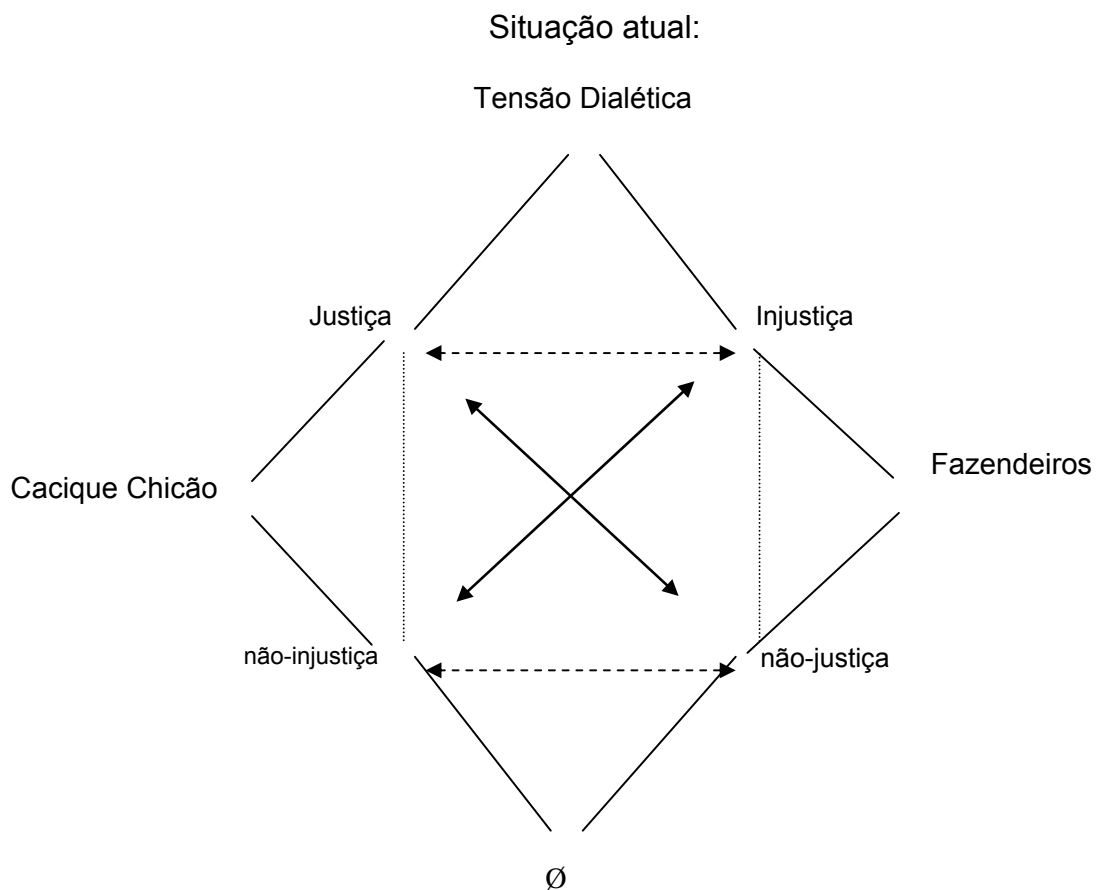 Situação atual:
Tensão Dialética
Justiça
Injustiça
Cacique Chicão
Fazendeiros
não-injustiça
não-justiça
Ø